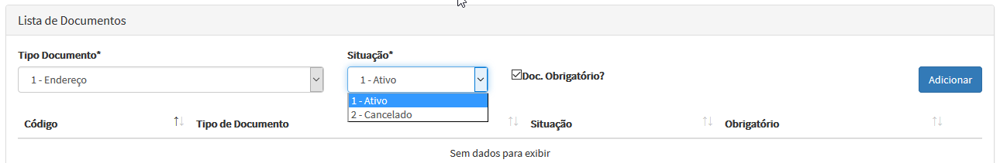 Lista de Documentos
Tipo Documento* Situação*
1 - Endereço 1 - Ativo Doc. Obrigatório? Adicionar
1 - Ativo
2 - Cancelado
Código Tipo de Documento Situação Obrigatório
Sem dados para exibir